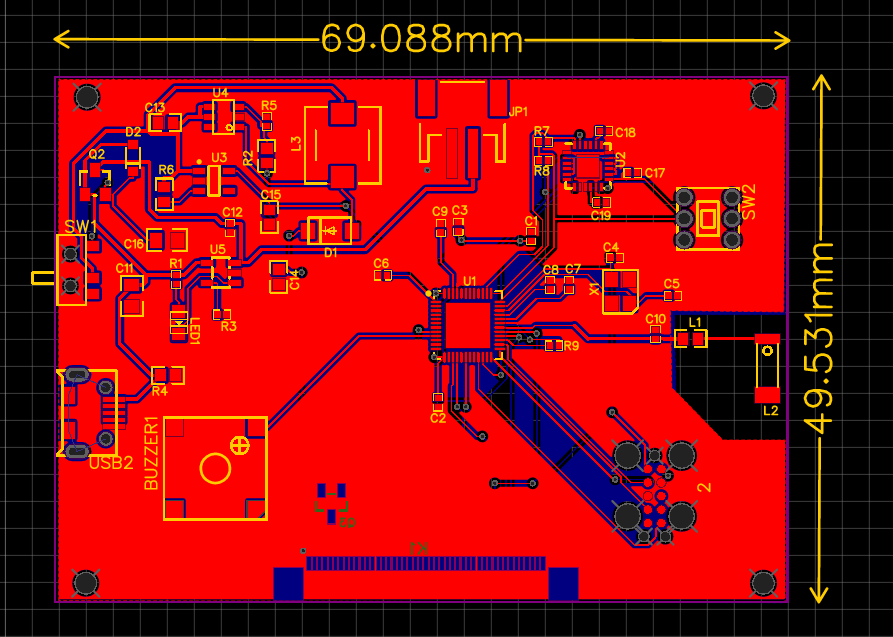 69.088mm
C13
U4
R5
JP1
D2
L3
R7
C18
Q2
R2
U3
R6
R8
U2
C17
C15
C19
SW2
SW1
C12
C9
C3
C1
C16
D1
U5
C14
C4
C11
R1
C6
U1
C8
C7
X1
C5
49.531mm
LED1
R3
C10
L1
R9
R4
C2
L2
BUZZER1
USB2
2
Q2
K1